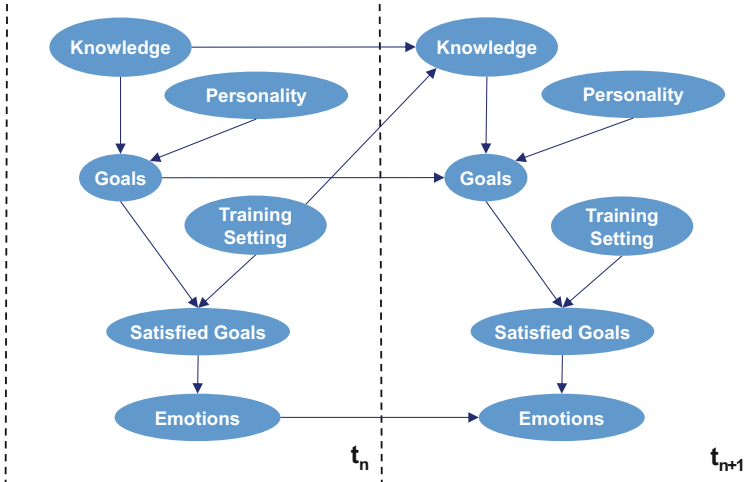 Knowledge
Personality
Goals
Training
Setting
Satisfied Goals
Emotions
tn
Knowledge
Personality
Goals
Training
Setting
Satisfied Goals
Emotions
tn+1